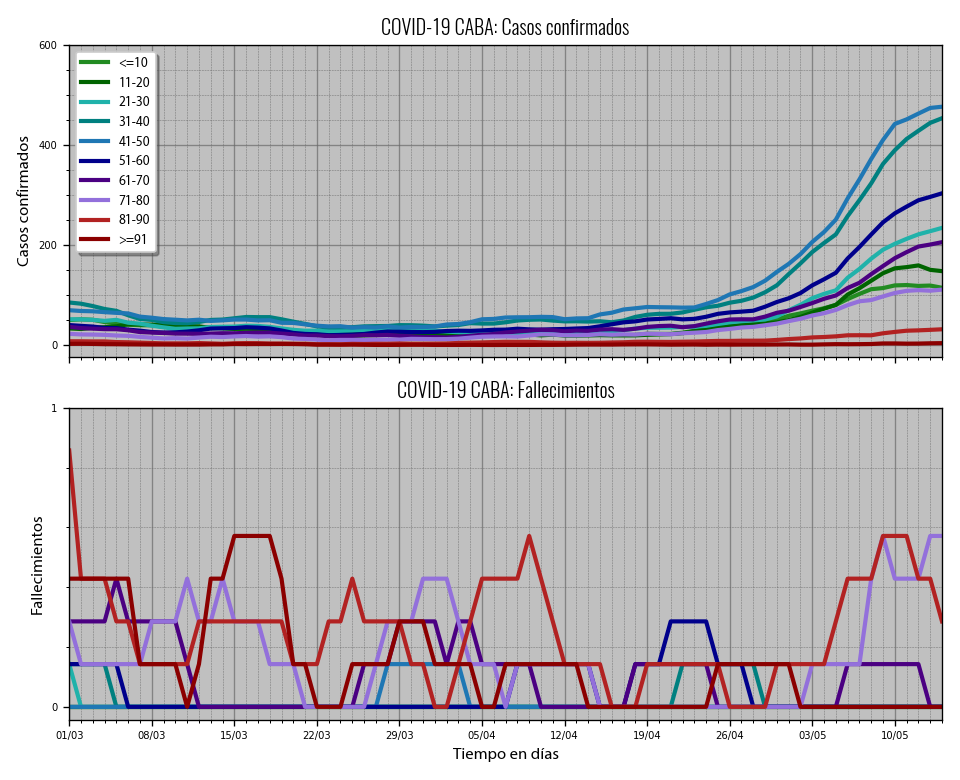 COVID-19 CABA: Casos confirmados
600
400
200
0
Casos confirmados
<=10
11-20
21-30
31-40
41-50
51-60
61-70
71-80
81-90
>=91
COVID-19 CABA: Fallecimientos
1
0
Fallecimientos
01/03 08/03 15/03 22/03 29/03 05/04 12/04 19/04 26/04 03/05 10/05
Tiempo en días